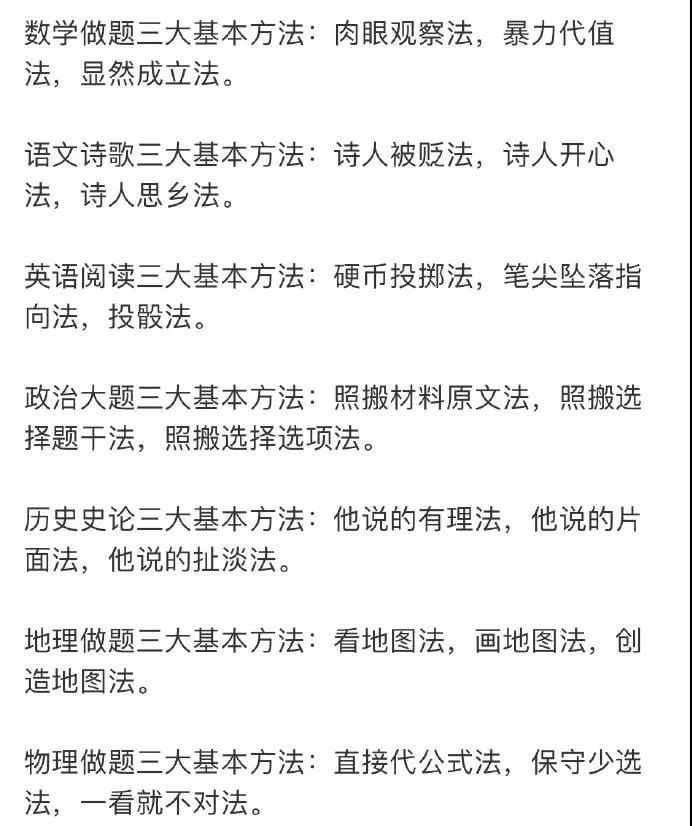 数学做题三大基本方法：肉眼观察法，暴力代值
法，显然成立法。
语文诗歌三大基本方法：诗人被贬法，诗人开心
法，诗人思乡法。
英语阅读三大基本方法：硬币投掷法，笔尖坠落指
向法，投骰法。
政治大题三大基本方法：照搬材料原文法，照搬选
择题干法，照搬选择选项法。
历史史论三大基本方法：他说的有理法，他说的片
面法，他说的扯淡法。
地理做题三大基本方法：看地图法，画地图法，创
造地图法。
物理做题三大基本方法：直接代公式法，保守少选
法，一看就不对法。